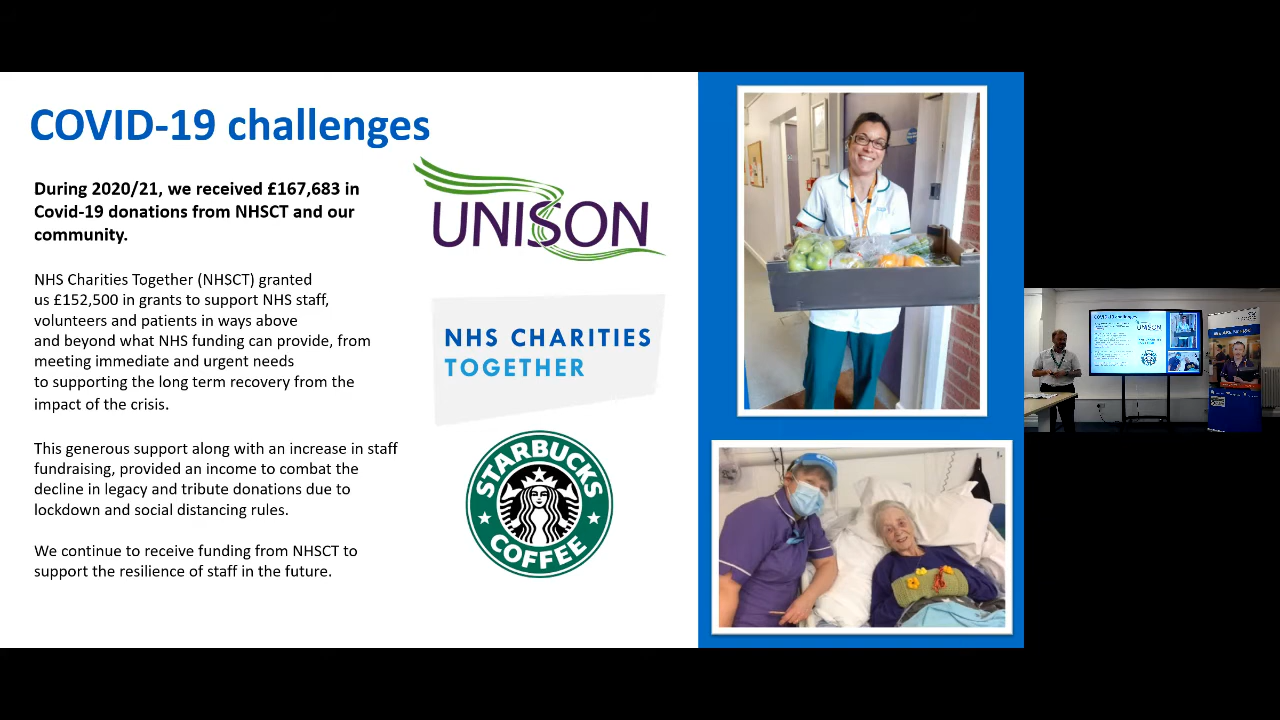 COVID-19 challenges
During 2020/21, we received £167,683 in
Covid-19 donations from NHSCT and our
community.
NHS Charities Together (NHSCT) granted
us £152,500 in grants to support NHS staff,
volunteers and patients in ways above
and beyond what NHS funding can provide, from
meeting immediate and urgent needs
to supporting the long term recovery from the
impact of the crisis.
This generous support along with an increase in staff
fundraising, provided an income to combat the
decline in legacy and tribute donations due to
lockdown and social distancing rules.
We continue to receive funding from NHSCT to
support the resilience of staff in the future.
UNISON
NHS CHARITIES
TOGETHER
STARBUCKS
COFFEE
COVID-19 challenges
UNISON